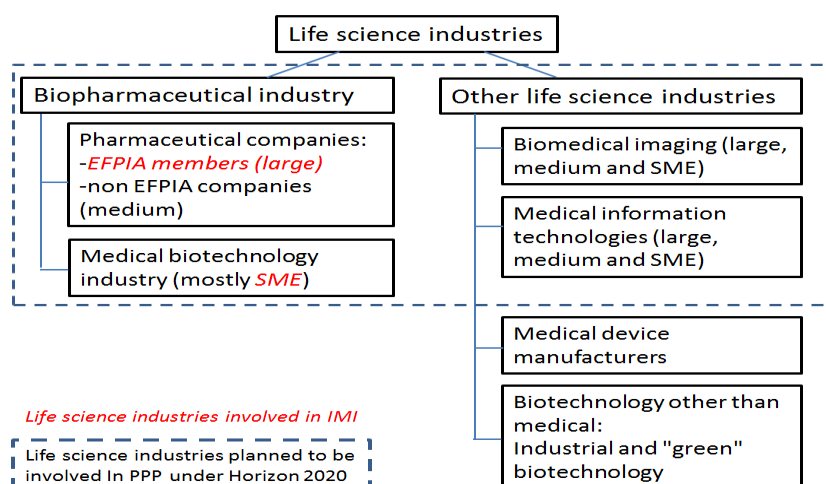 Life science industries
Biopharmaceutical industry
Pharmaceutical companies:
-EFPIA members (large)
-non EFPIA companies
(medium)
Medical biotechnology
industry (mostly SME)
Other life science industries
Biomedical imaging (large,
medium and SME)
Medical information
technologies (large,
medium and SME)
Medical device
manufacturers
Biotechnology other than
medical:
Industrial and "green"
biotechnology
Life science industries involved in IMI
Life science industries planned to be
involved In PPP under Horizon 2020